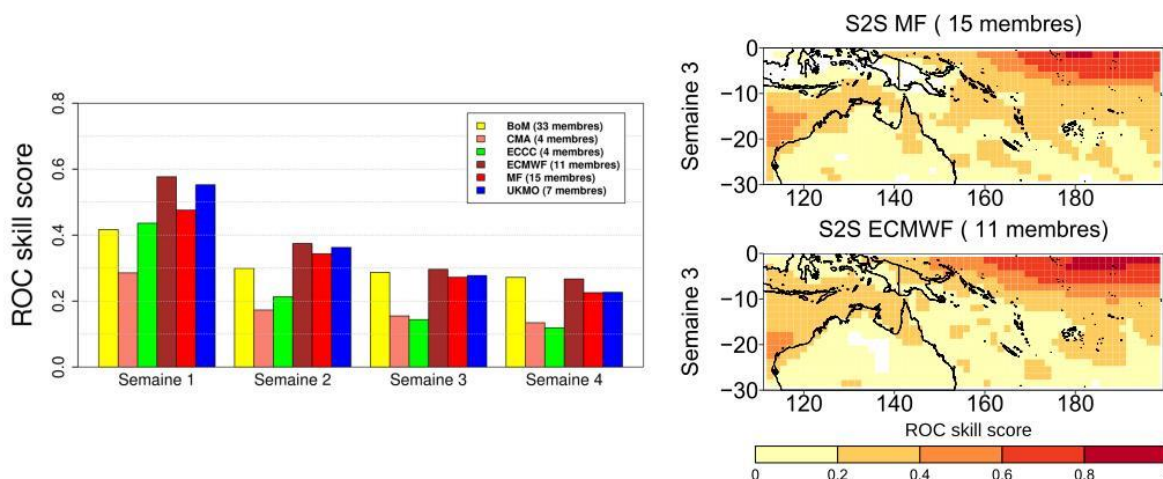 ROC skill score
0.8
0.6
0.4
0.2
0.0
BoM (33 membres)
CMA (4 membres)
ECCC (4 membres)
ECMWF (11 membres)
MF (15 membres)
UKMO (7 membres)
Semaine 1 Semaine 2 Semaine 3 Semaine 4
S2S MF ( 15 membres)
Semaine 3
0
−10
−20
−30
120 140 160 180
S2S ECMWF ( 11 membres)
Semaine 3
0
−10
−20
−30
120 140 160 180
ROC skill score
0 0.2 0.4 0.6 0.8